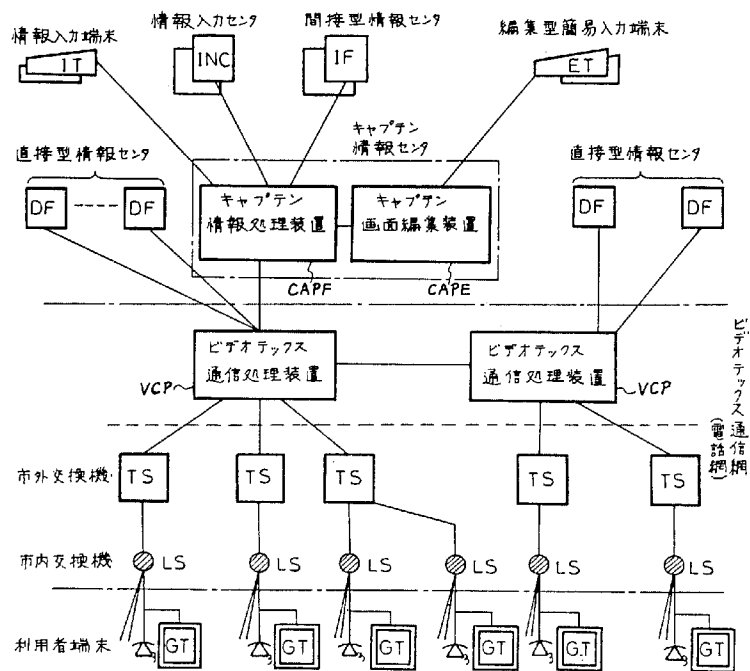 情報入力端末
IT
情報入力センタ
INC
間接型情報センタ
IF
編集型簡易入力端末
ET
キャプテン
情報センタ
直接型情報センタ
DF
DF
キャプテン
情報処理装置
キャプテン
画面編集装置
直接型情報センタ
DF
DF
CAPF
CAPE
ビデオテックス
通信処理装置
VCP
ビデオテックス
通信処理装置
VCP
ビデオテックス通信網
(電話網)
市外交換機
TS
TS
TS
TS
TS
市内交換機
LS
LS
LS
LS
LS
LS
利用者端末
GT
GT
GT
GT
GT
GT